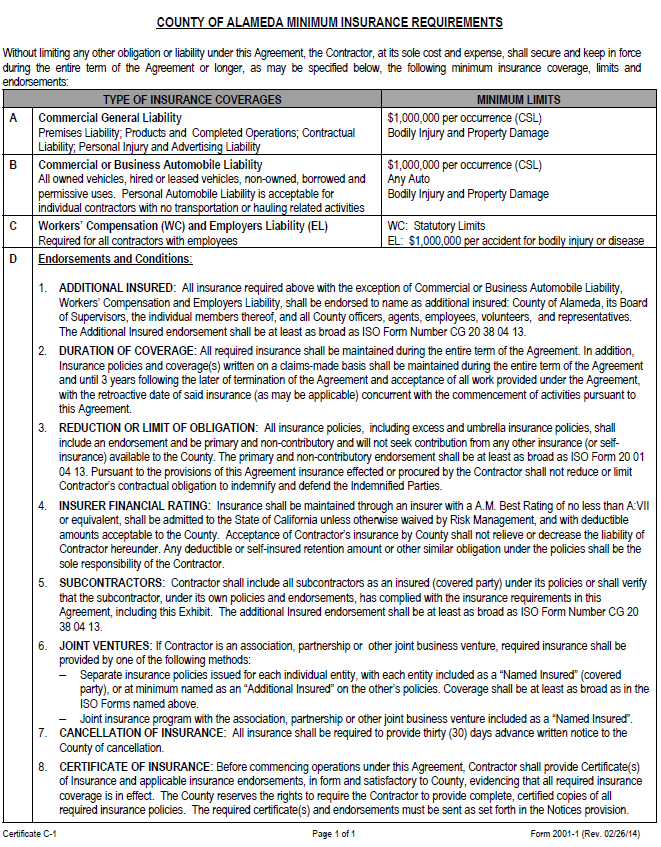 COUNTY OF ALAMEDA MINIMUM INSURANCE REQUIREMENTS
Without limiting any other obligation or liability under this Agreement, the Contractor, at its sole cost and expense, shall secure and keep in force
during the entire term of the Agreement or longer, as may be specified below, the following minimum insurance coverage, limits and
endorsements:
TYPE OF INSURANCE COVERAGES MINIMUM LIMITS
A Commercial General Liability $1,000,000 per occurrence (CSL)
Premises Liability; Products and Completed Operations; Contractual Bodily Injury and Property Damage
Liability; Personal Injury and Advertising Liability
B Commercial or Business Automobile Liability $1,000,000 per occurrence (CSL)
All owned vehicles, hired or leased vehicles, non-owned, borrowed and Any Auto
permissive uses. Personal Automobile Liability is acceptable for Bodily Injury and Property Damage
individual contractors with no transportation or hauling related activities
C Workers' Compensation (WC) and Employers Liability (EL) WC: Statutory Limits
Required for all contractors with employees EL: $1,000,000 per accident for bodily injury or disease
D Endorsements and Conditions:
1. ADDITIONAL INSURED: All insurance required above with the exception of Commercial or Business Automobile Liability,
Workers' Compensation and Employers Liability, shall be endorsed to name as additional insured: County of Alameda, its Board
of Supervisors, the individual members thereof, and all County officers, agents, employees, volunteers, and representatives.
The Additional Insured endorsement shall be at least as broad as ISO Form Number CG 20 38 04 13.
2. DURATION OF COVERAGE: All required insurance shall be maintained during the entire term of the Agreement. In addition,
Insurance policies and coverage(s) written on a claims-made basis shall be maintained during the entire term of the Agreement
and until 3 years following the later of termination of the Agreement and acceptance of all work provided under the Agreement,
with the retroactive date of said insurance (as may be applicable) concurrent with the commencement of activities pursuant to
this Agreement.
3. REDUCTION OR LIMIT OF OBLIGATION: All insurance policies, including excess and umbrella insurance policies, shall
include an endorsement and be primary and non-contributory and will not seek contribution from any other insurance (or self-
insurance) available to the County. The primary and non-contributory endorsement shall be at least as broad as ISO Form 20 01
04 13. Pursuant to the provisions of this Agreement insurance effected or procured by the Contractor shall not reduce or limit
Contractor's contractual obligation to indemnify and defend the Indemnified Parties.
4. INSURER FINANCIAL RATING: Insurance shall be maintained through an insurer with a A.M. Best Rating of no less than A:VII
or equivalent, shall be admitted to the State of California unless otherwise waived by Risk Management, and with deductible
amounts acceptable to the County. Acceptance of Contractor's insurance by County shall not relieve or decrease the liability of
Contractor hereunder. Any deductible or self-insured retention amount or other similar obligation under the policies shall be the
sole responsibility of the Contractor.
5. SUBCONTRACTORS: Contractor shall include all subcontractors as an insured (covered party) under its policies or shall verify
that the subcontractor, under its own policies and endorsements, has complied with the insurance requirements in this
Agreement, including this Exhibit. The additional Insured endorsement shall be at least as broad as ISO Form Number CG 20
38 04 13.
6. JOINT VENTURES: If Contractor is an association, partnership or other joint business venture, required insurance shall be
provided by one of the following methods:
– Separate insurance policies issued for each individual entity, with each entity included as a “Named Insured” (covered
party), or at minimum named as an “Additional Insured” on the other's policies. Coverage shall be at least as broad as in the
ISO Forms named above.
– Joint insurance program with the association, partnership or other joint business venture included as a “Named Insured”.
7. CANCELLATION OF INSURANCE: All insurance shall be required to provide thirty (30) days advance written notice to the
County of cancellation.
8. CERTIFICATE OF INSURANCE: Before commencing operations under this Agreement, Contractor shall provide Certificate(s)
of Insurance and applicable insurance endorsements, in form and satisfactory to County, evidencing that all required insurance
coverage is in effect. The County reserves the rights to require the Contractor to provide complete, certified copies of all
required insurance policies. The required certificate(s) and endorsements must be sent as set forth in the Notices provision.
Certificate C-1 Page 1 of 1 Form 2001-1 (Rev. 02/26/14)